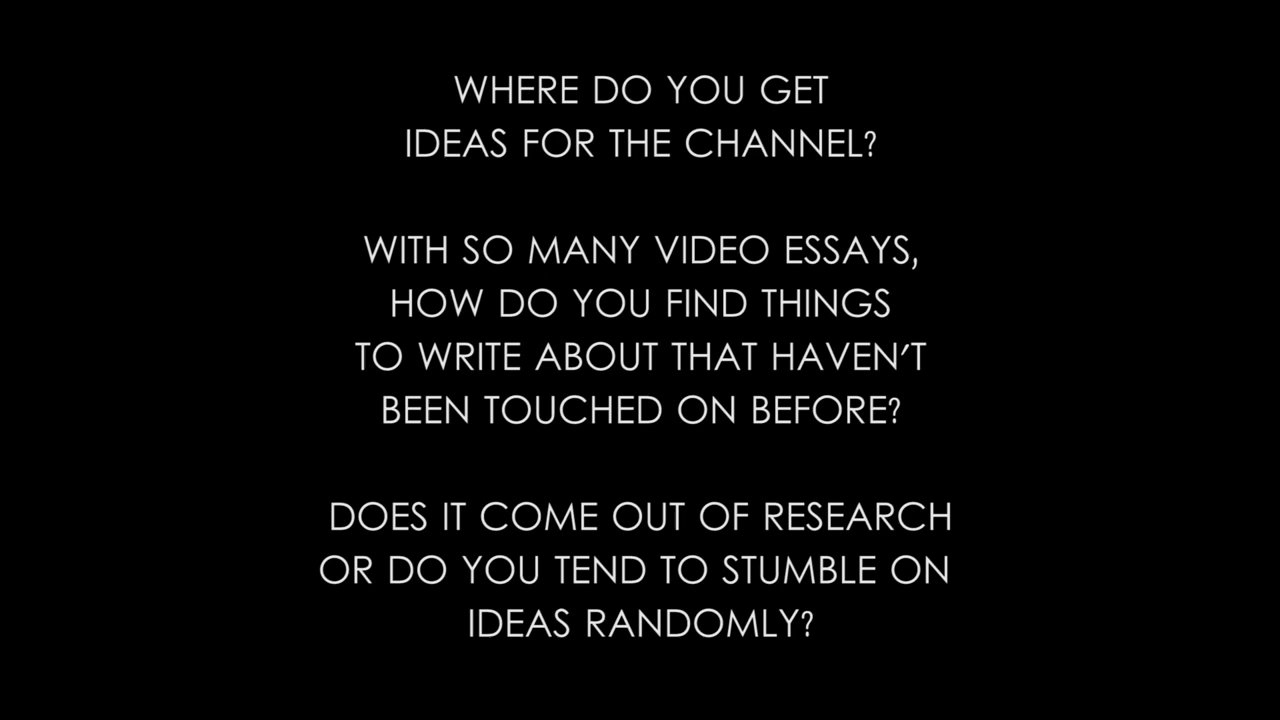 WHERE DO YOU GET
IDEAS FOR THE CHANNEL?
WITH SO MANY VIDEO ESSAYS,
HOW DO YOU FIND THINGS
TO WRITE ABOUT THAT HAVEN'T
BEEN TOUCHED ON BEFORE?
DOES IT COME OUT OF RESEARCH
OR DO YOU TEND TO STUMBLE ON
IDEAS RANDOMLY?